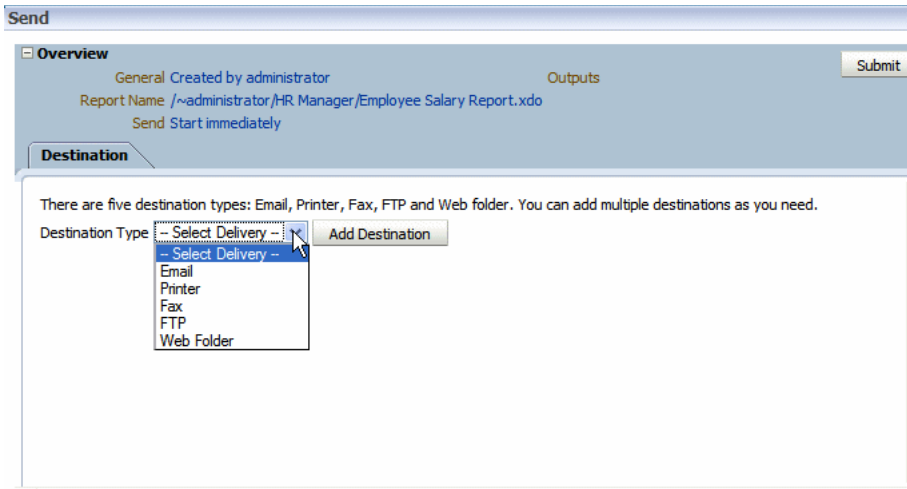 Send
Overview
General Created by administrator Outputs
Submit
Report Name /~administrator/HR Manager/Employee Salary Report.xdo
Send Start immediately
Destination
There are five destination types: Email, Printer, Fax, FTP and Web folder. You can add multiple destinations as you need.
Destination Type -- Select Delivery -- Add Destination
-- Select Delivery --
Email
Printer
Fax
FTP
Web Folder